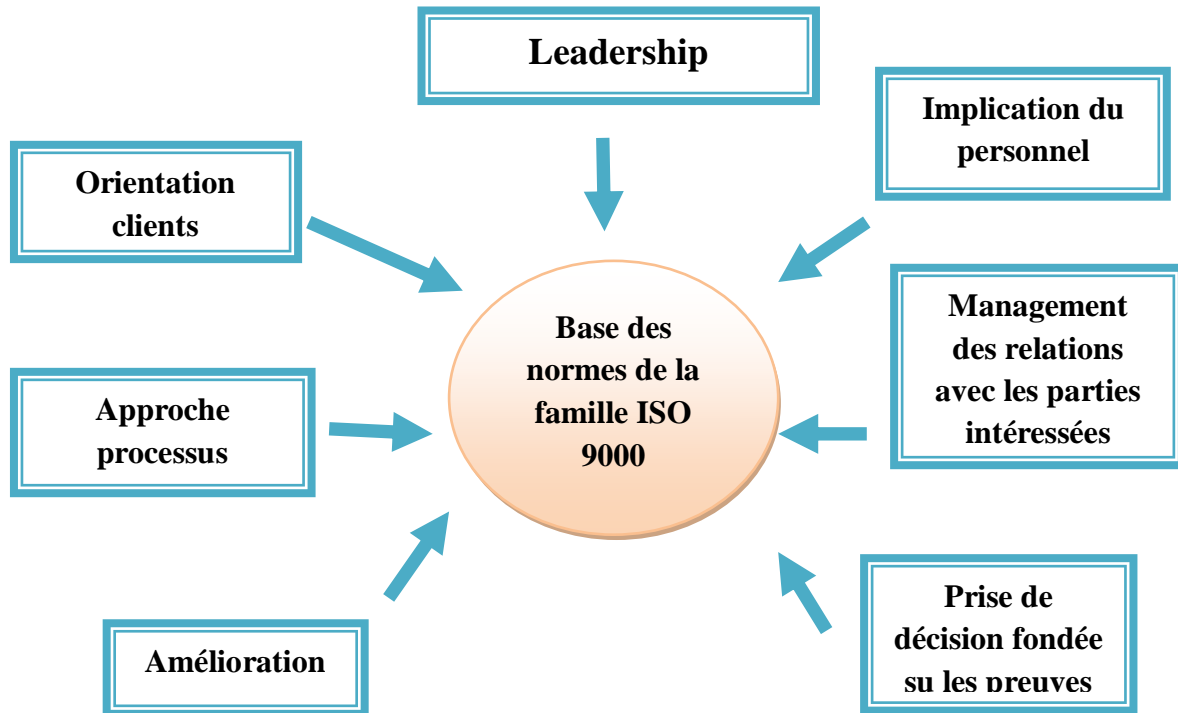 Leadership
Implication du
personnel
Orientation
clients
Management
des relations
avec les parties
intéressées
Base des
normes de la
famille ISO
9000
Approche
processus
Prise de
décision fondée
su les preuves
Amélioration